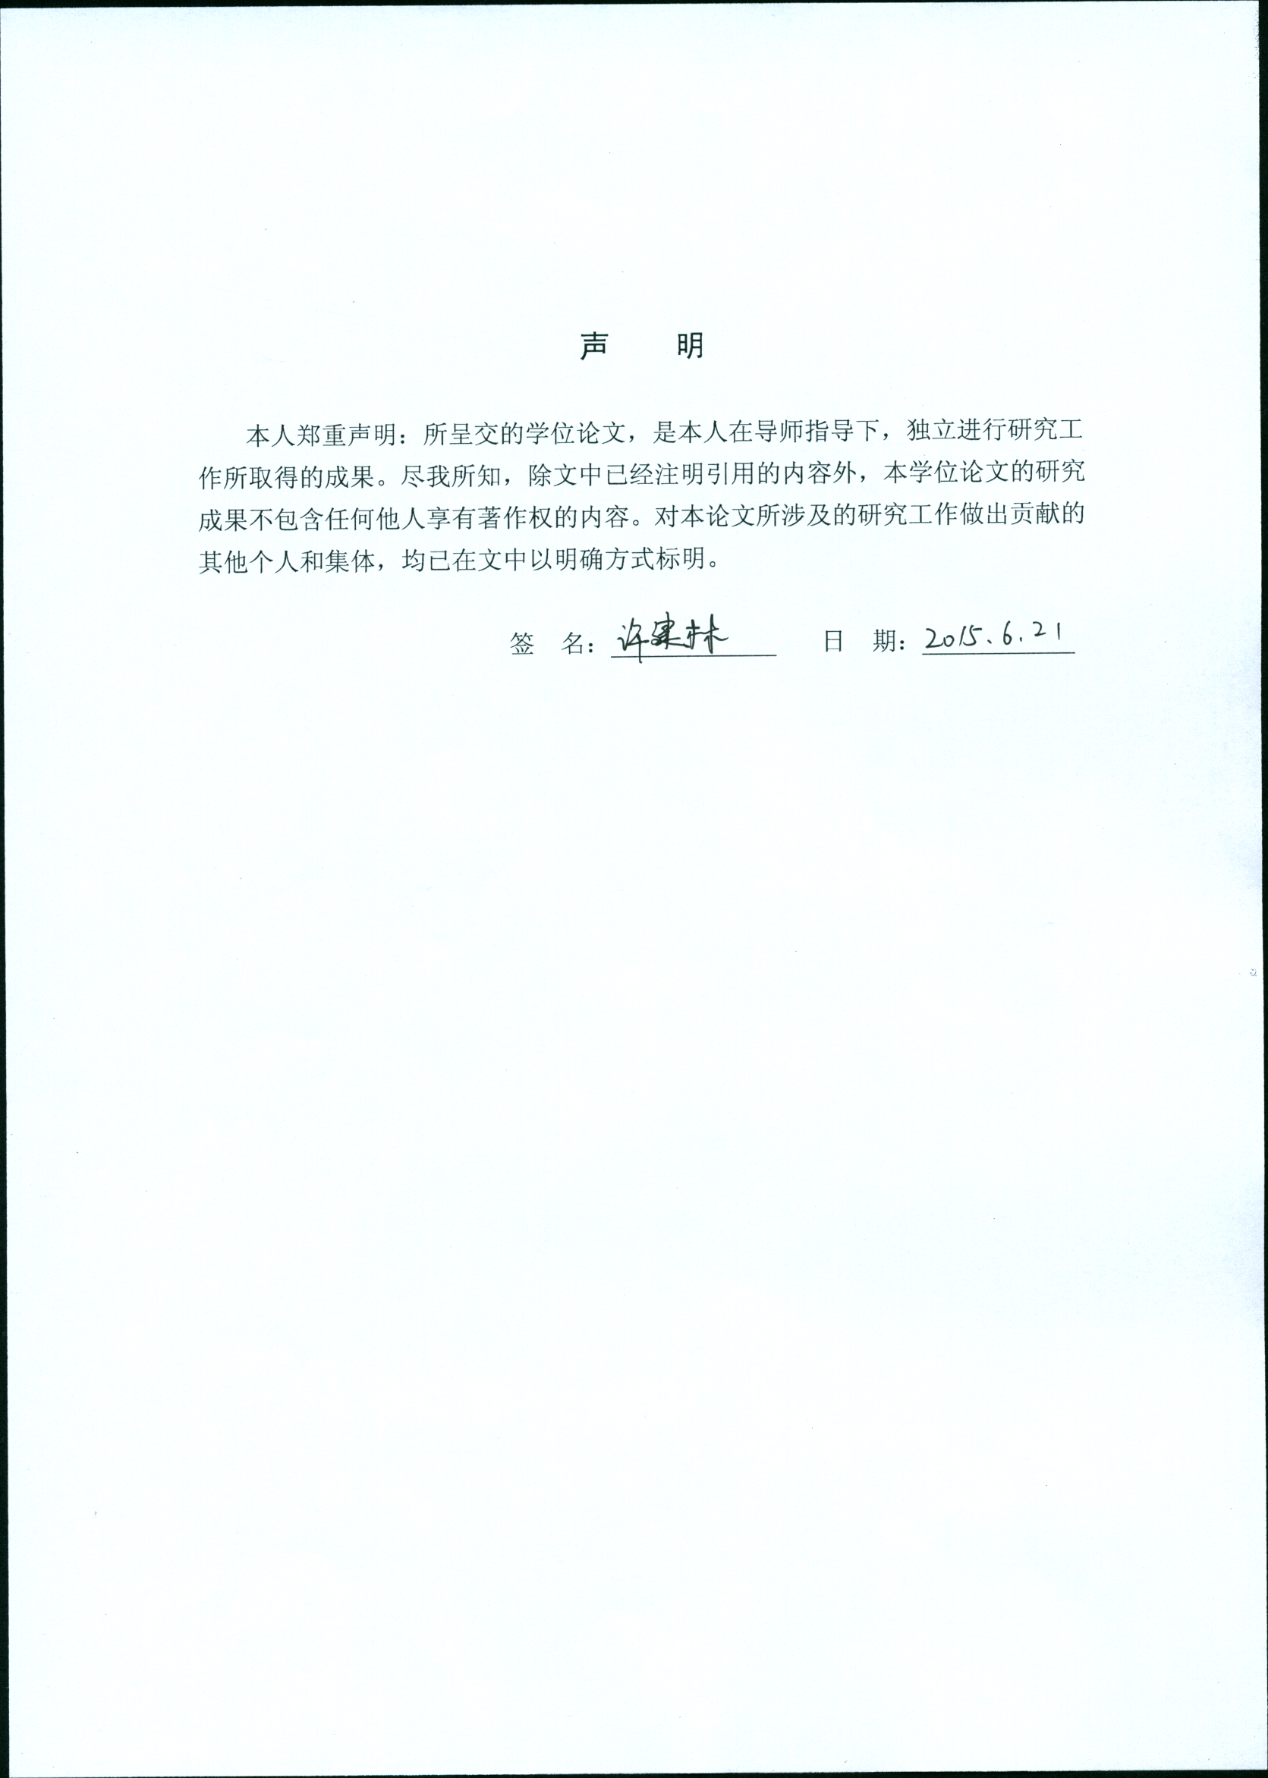 声 明
本人郑重声明：所呈交的学位论文，是本人在导师指导下，独立进行研究工
作所取得的成果。尽我所知，除文中已经注明引用的内容外，本学位论文的研究
成果不包含任何他人享有著作权的内容。对本论文所涉及的研究工作做出贡献的
其他个人和集体，均已在文中以明确方式标明。
签 名：许建林 日 期：2015.6.21